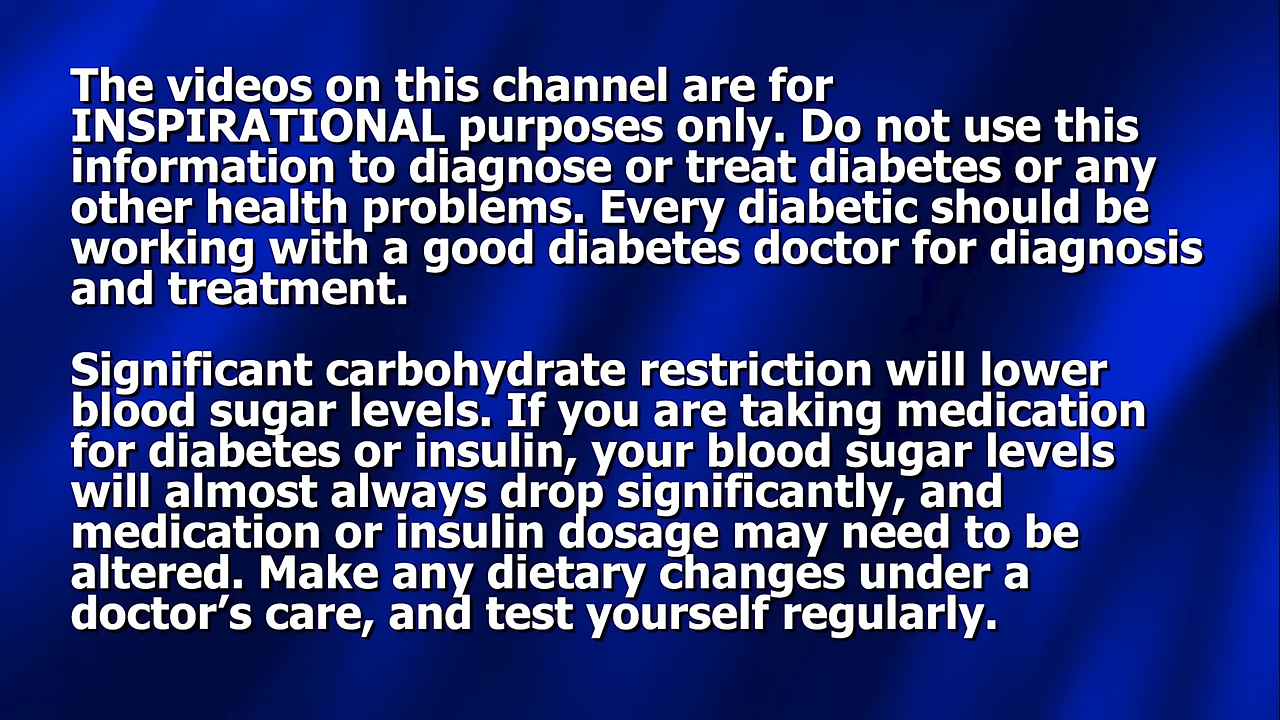 The videos on this channel are for
INSPIRATIONAL purposes only. Do not use this
information to diagnose or treat diabetes or any
other health problems. Every diabetic should be
working with a good diabetes doctor for diagnosis
and treatment.
Significant carbohydrate restriction will lower
blood sugar levels. If you are taking medication
for diabetes or insulin, your blood sugar levels
will almost always drop significantly, and
medication or insulin dosage may need to be
altered. Make any dietary changes under a
doctor’s care, and test yourself regularly.